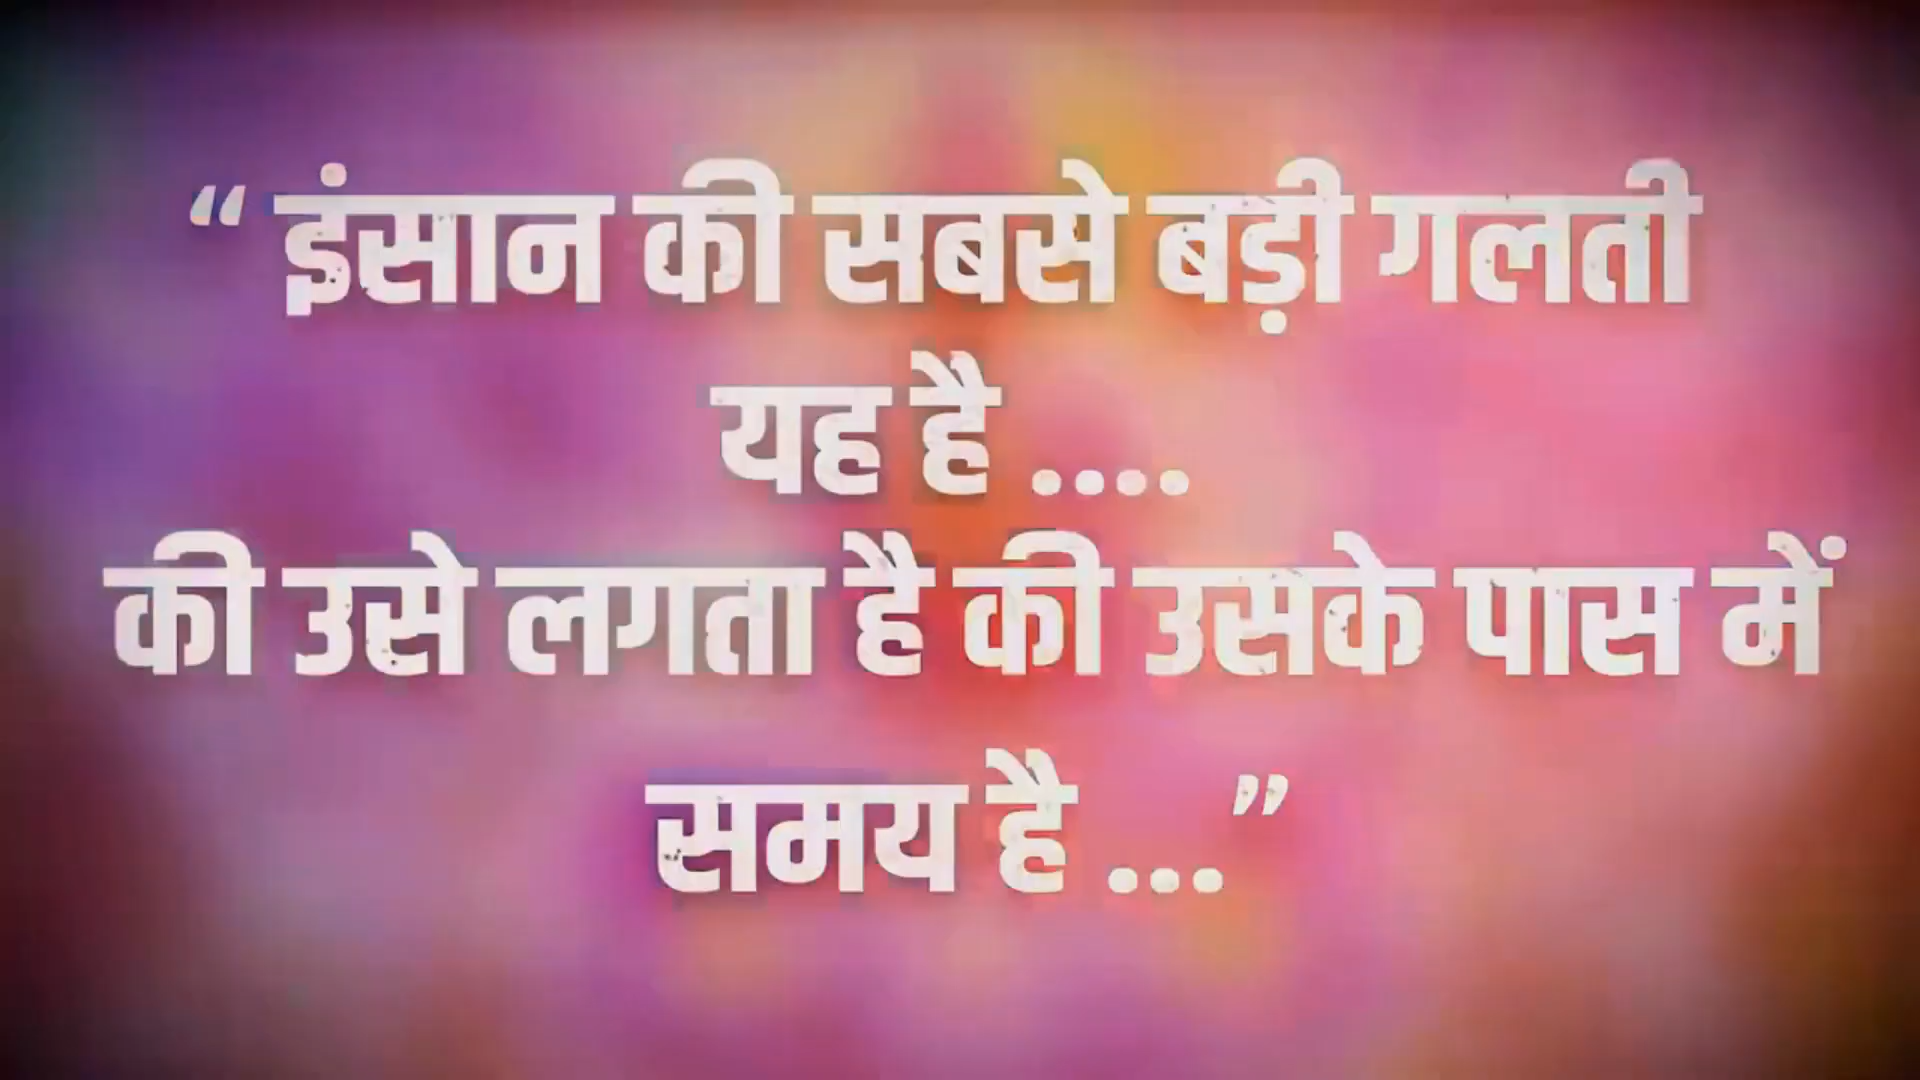 “ इंसान की सबसे बड़ी गलती
यह है ....
की उसे लगता है की उसके पास में
समय है ...”